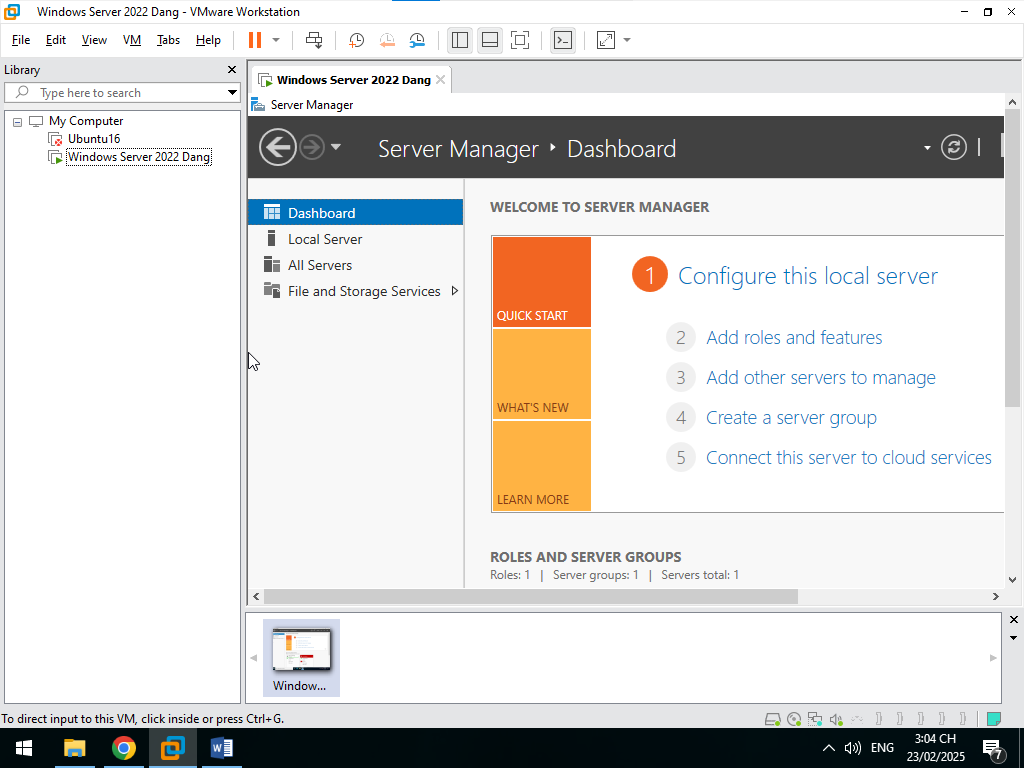 Windows Server 2022 Dang - VMware Workstation
File Edit View VM Tabs Help
Library
Type here to search
My Computer
Ubuntu16
Windows Server 2022 Dang
Windows Server 2022 Dang
Server Manager
Server Manager Dashboard
Dashboard
Local Server
All Servers
File and Storage Services
WELCOME TO SERVER MANAGER
QUICK START
WHAT'S NEW
LEARN MORE
1 Configure this local server
2 Add roles and features
3 Add other servers to manage
4 Create a server group
5 Connect this server to cloud services
ROLES AND SERVER GROUPS
Roles: 1 | Server groups: 1 | Servers total: 1
Window...
To direct input to this VM, click inside or press Ctrl+G.
ENG
3:04 CH
23/02/2025
7